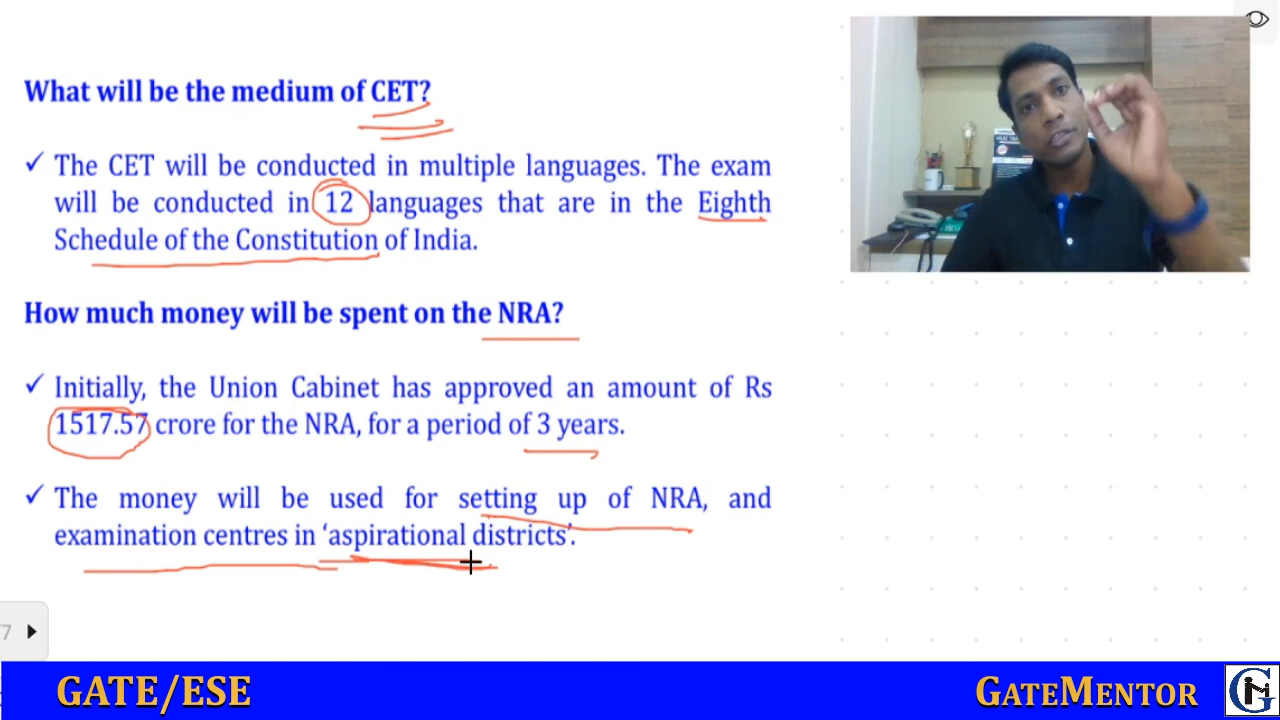 What will be the medium of CET?
✓ The CET will be conducted in multiple languages. The exam
will be conducted in 12 languages that are in the Eighth
Schedule of the Constitution of India.
How much money will be spent on the NRA?
✓ Initially, the Union Cabinet has approved an amount of Rs
1517.57 crore for the NRA, for a period of 3 years.
✓ The money will be used for setting up of NRA, and
examination centres in ‘aspirational districts’.
/7
GATE/ESE
GATEMENTOR